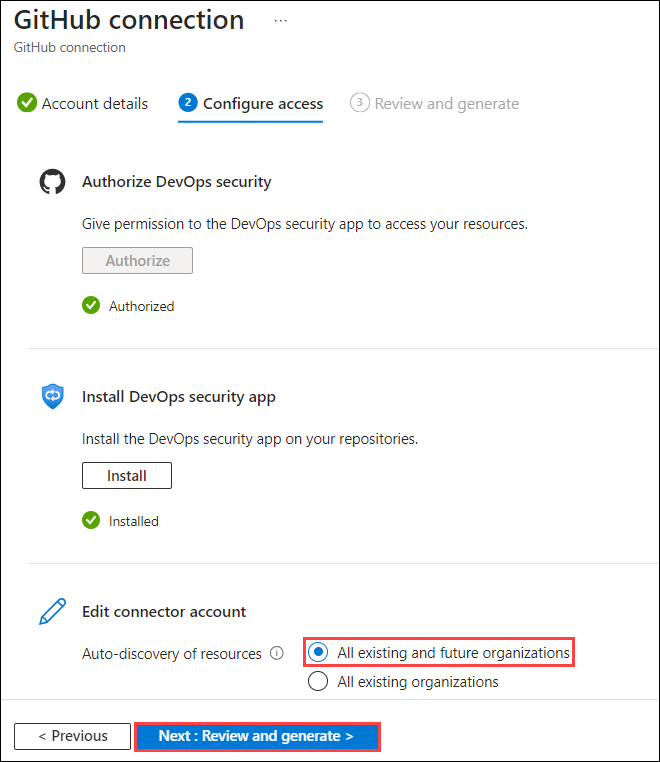 GitHub connection ...
GitHub connection
Account details 2 Configure access 3 Review and generate
Authorize DevOps security
Give permission to the DevOps security app to access your resources.
Authorize
Authorized
Install DevOps security app
Install the DevOps security app on your repositories.
Install
Installed
Edit connector account
Auto-discovery of resources i All existing and future organizations
All existing organizations
< Previous Next : Review and generate >